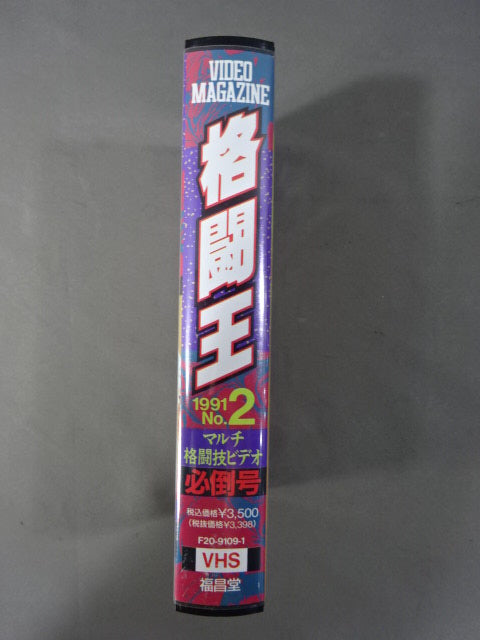 VIDEO
MAGAZINE
格闘王
1991
No.2
マルチ
格闘技ビデオ
必倒号
税込価格¥3,500
(税抜価格¥3,398)
F20-9109-1
VHS
福昌堂